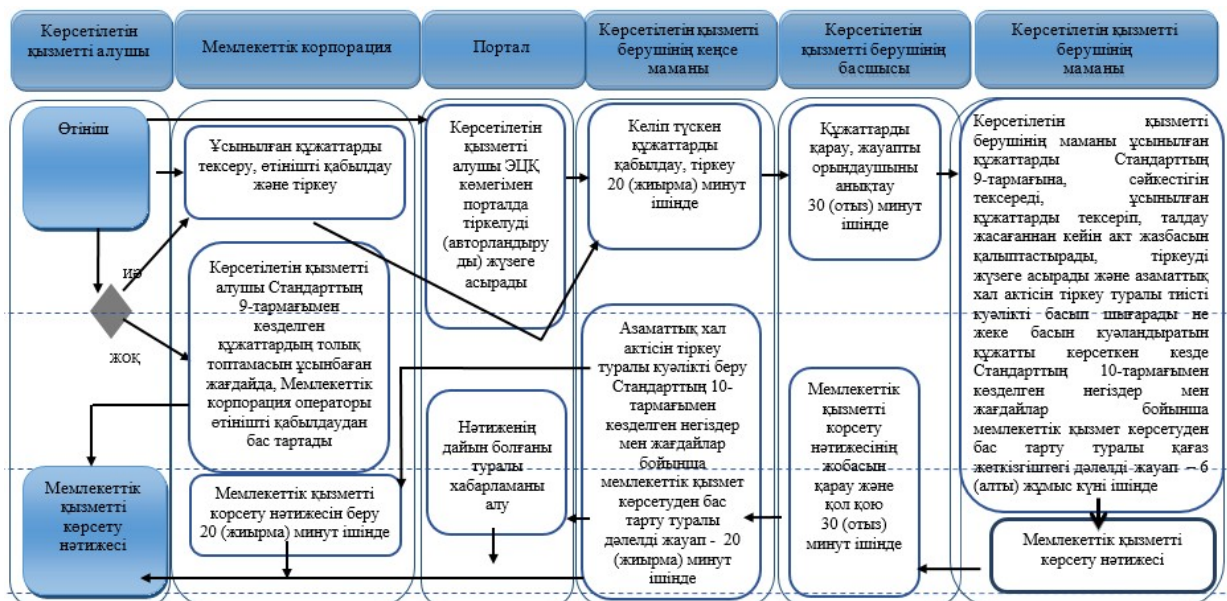 Көрсетілетін
қызметті алушы
Мемлекеттік корпорация
Портал
Көрсетілетін қызметті
берушінің кеңсе
маманы
Көрсетілетін
қызметті берушінің
басшысы
Көрсетілетін қызметті
берушінің
маманы
Өтініш
иә
жоқ
Мемлекеттік
қызметті
көрсету
нәтижесі
Ұсынылған құжаттарды
тексеру, өтінішті қабылдау
және тіркеу
Көрсетілетін қызметті
алушы Стандарттың
9-тармағымен
көзделген
құжаттардың толық
топтамасын ұсынбаған
жағдайда, Мемлекеттік
корпорация операторы
өтінішті қабылдаудан
бас тартады
Мемлекеттік қызметті
корсету нәтижесін беру
20 (жиырма) минут ішінде
Көрсетілетін
қызметті
алушы ЭЦҚ
көмегімен
порталда
тіркелуді
(авторландыру
ды) жүзеге
асырады
Нәтиженің
дайын болғаны
туралы
хабарламаны
алу
Келіп түскен
құжаттарды
қабылдау, тіркеу
20 (жиырма) минут
ішінде
Азаматтық хал
актісін тіркеу
туралы куәлікті беру
Стандарттың 10-
тармағымен
көзделген негіздер
мен жағдайлар
бойынша
мемлекеттік қызмет
көрсетуден бас
тарту туралы
дәлелді жауап - 20
(жиырма) минут
ішінде
Құжаттарды
қарау, жауапты
орындаушыны
анықтау
30 (отыз) минут
ішінде
Мемлекеттік
қызметті
корсету
нәтижесінің
жобасын
қарау және
қол қою
30 (отыз)
минут ішінде
Көрсетілетін қызметті
берушінің маманы ұсынылған
құжаттарды Стандарттың
9-тармағына, сәйкестігін
тексереді, ұсынылған
құжаттарды тексеріп, талдау
жасағаннан кейін акт жазбасын
қалыптастырады, тіркеуді
жүзеге асырады және азаматтық
хал актісін тіркеу туралы тиісті
куәлікті басып шығарады не
жеке басын куәландыратын
құжатты көрсеткен кезде
Стандарттың 10-тармағымен
көзделген негіздер мен
жағдайлар бойынша
мемлекеттік қызмет көрсетуден
бас тарту туралы қағаз
жеткізгіштегі дәлелді жауап – 6
(алты) жұмыс күні ішінде
Мемлекеттік қызметті
көрсету нәтижесі